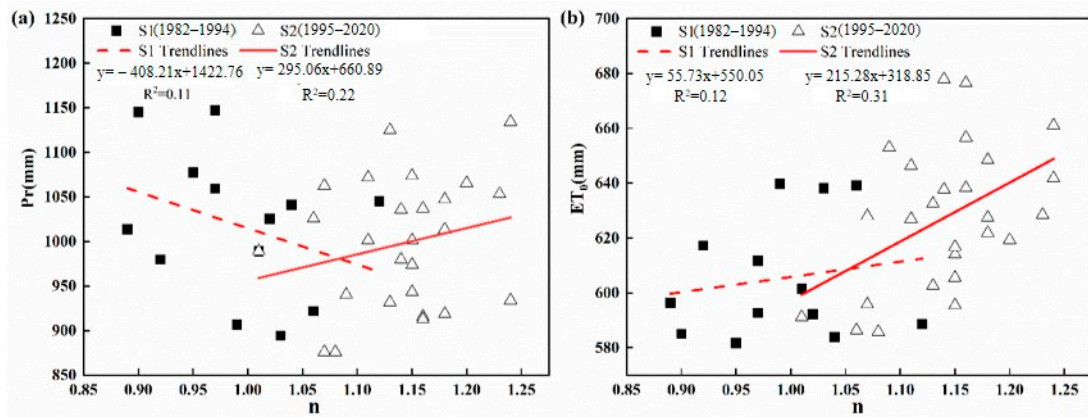 (a)
1250
1200
1150
1100
1050
1000
950
900
850
Pr(mm)
S1(1982–1994) S2(1995–2020)
S1 Trendlines S2 Trendlines
y= – 408.21x+1422.76 y= 295.06x+660.89
R²=0.11 R²=0.22
0.85 0.90 0.95 1.00 1.05 1.10 1.15 1.20 1.25
n
(b)
700
680
660
640
620
600
580
ET₀(mm)
S1(1982–1994) S2(1995–2020)
S1 Trendlines S2 Trendlines
y= 55.73x+550.05 y= 215.28x+318.85
R²=0.12 R²=0.31
0.85 0.90 0.95 1.00 1.05 1.10 1.15 1.20 1.25
n